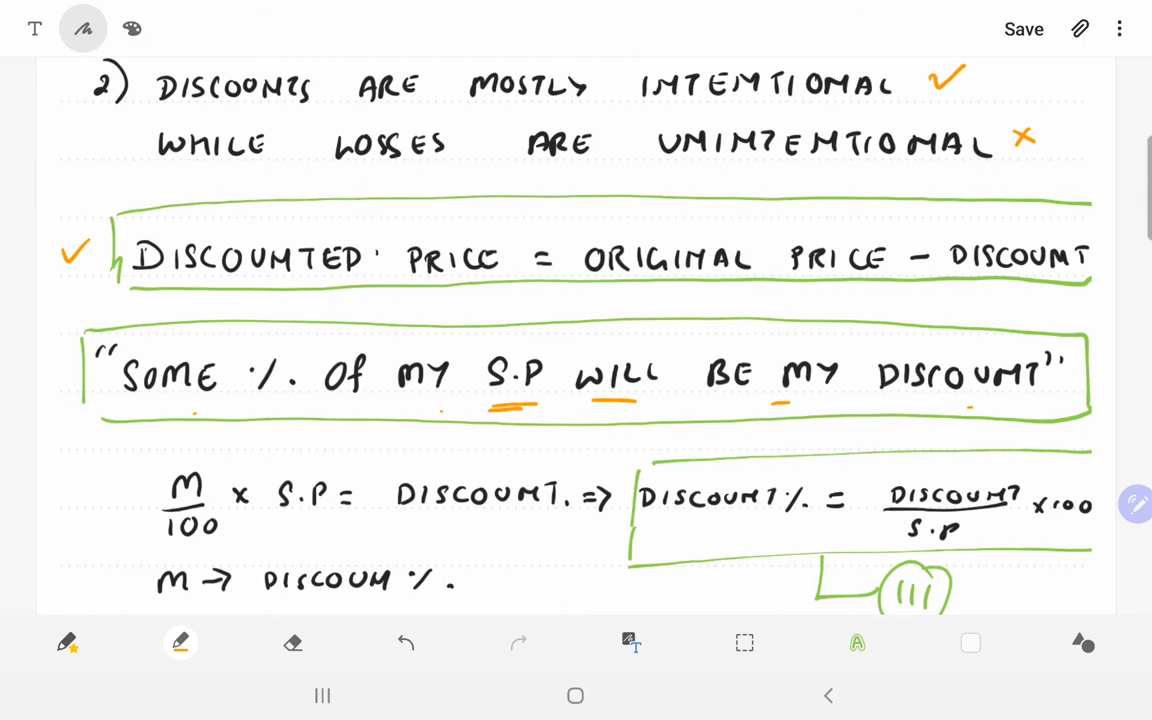 T
Save
2) DISCOUNTS ARE MOSTLY INTENTIONAL ✓
WHILE LOSSES ARE UNINTENTIONAL ×
✓ DISCOUNTED PRICE = ORIGINAL PRICE - DISCOUNT
"SOME %. OF MY S.P WILL BE MY DISCOUNT"
M/100 × S.P = DISCOUNT. => DISCOUNT %. = DISCOUNT/S.P × 100
M → DISCOUN %.
III